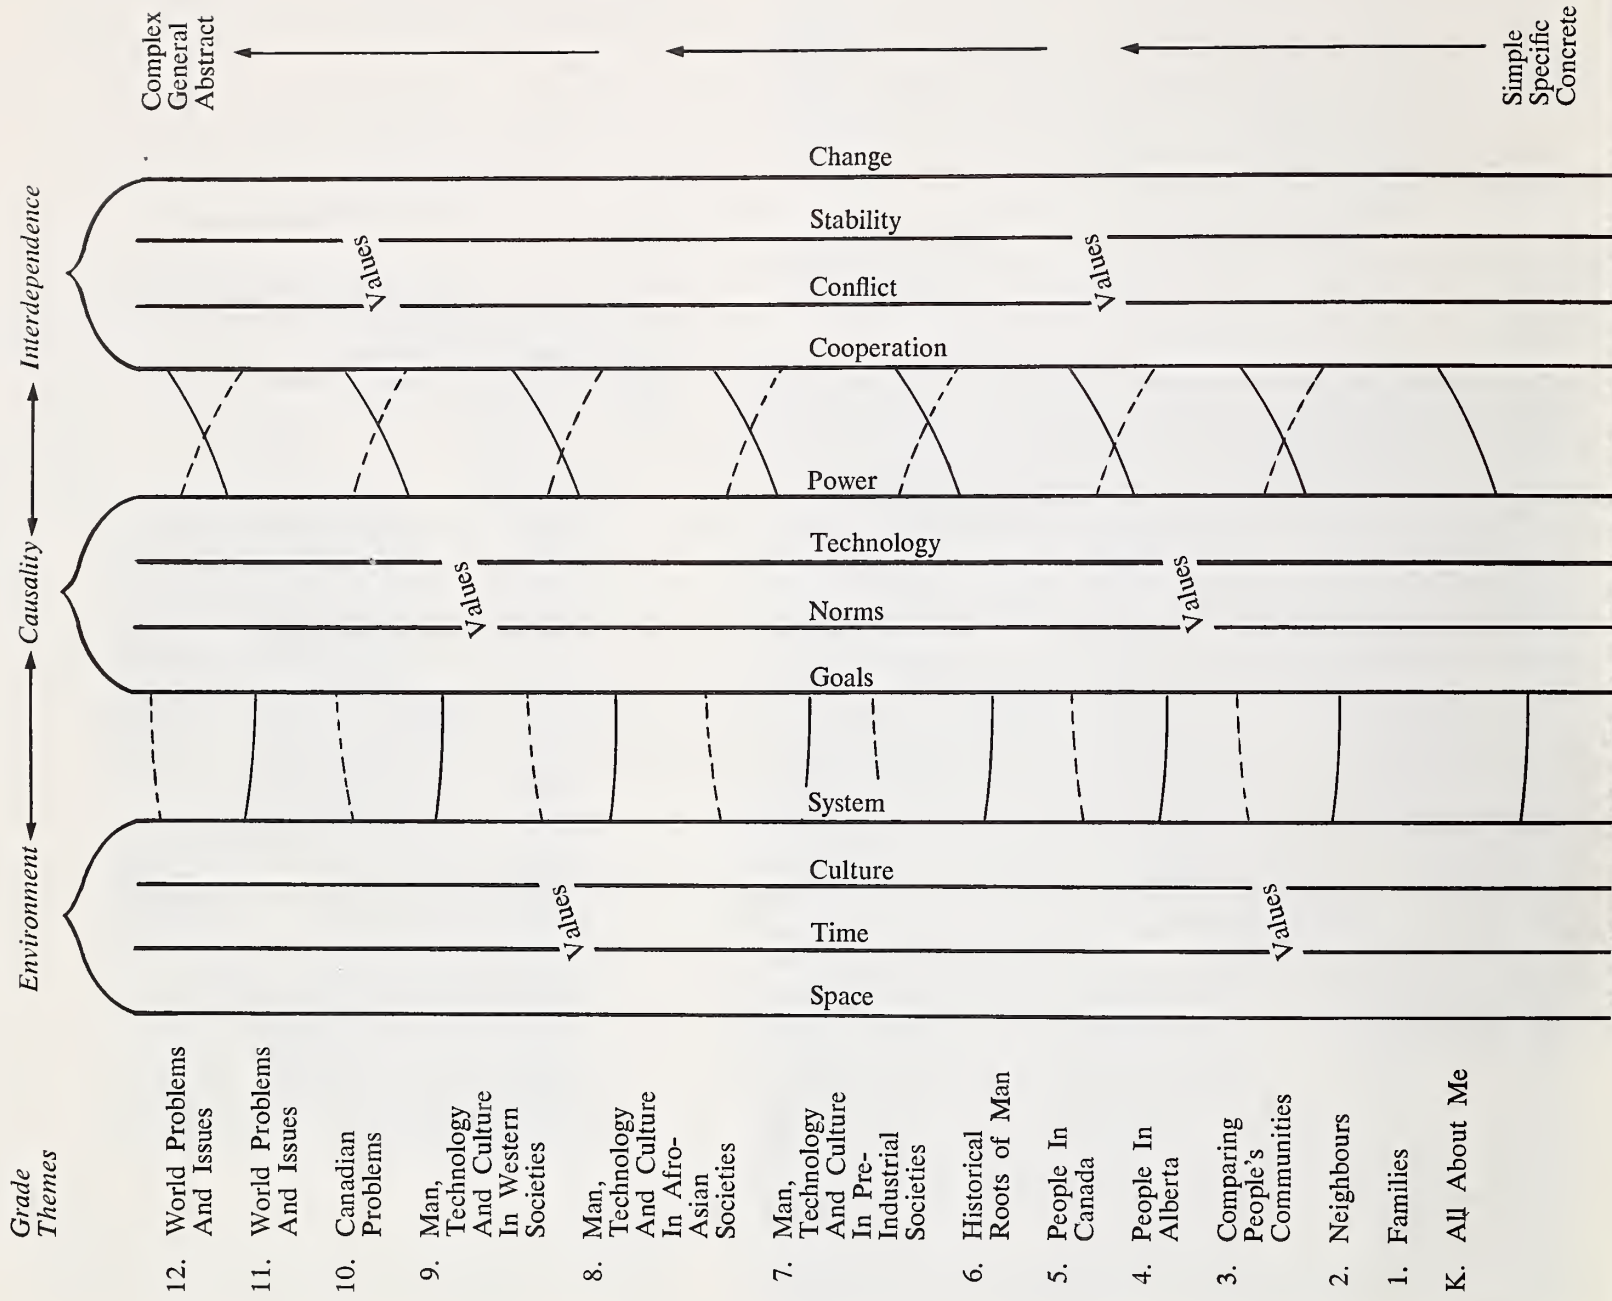 Grade
Themes
Environment
Causality
Interdependence
12. World Problems
And Issues
11. World Problems
And Issues
10. Canadian
Problems
9. Man,
Technology
And Culture
In Western
Societies
8. Man,
Technology
And Culture
In Afro-
Asian
Societies
7. Man,
Technology
And Culture
In Pre-
Industrial
Societies
6. Historical
Roots of Man
5. People In
Canada
4. People In
Alberta
3. Comparing
People's
Communities
2. Neighbours
1. Families
K. All About Me
Space
Time
Culture
System
Goals
Norms
Technology
Power
Cooperation
Conflict
Stability
Change
Values
Values
Values
Values
Values
Values
Complex
General
Abstract
Simple
Specific
Concrete